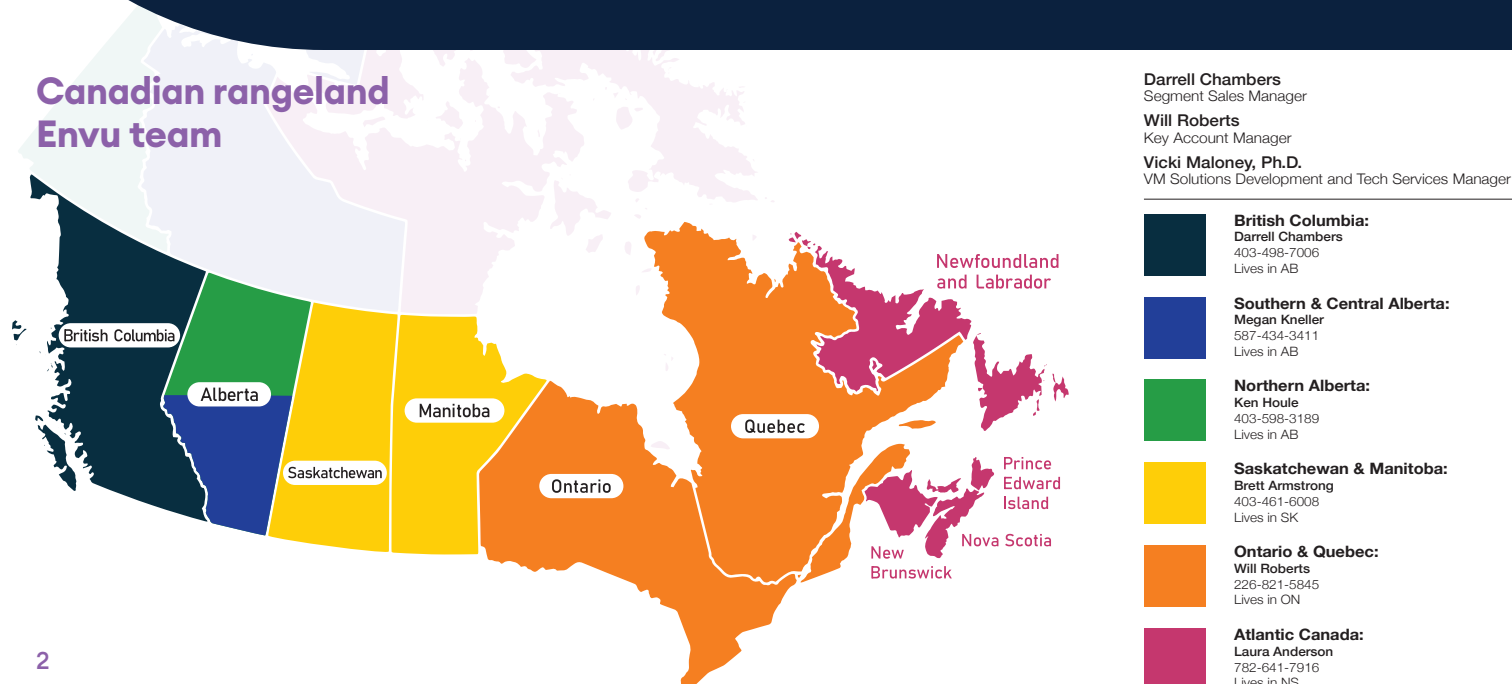 Canadian rangeland
Envu team
British Columbia
Alberta
Saskatchewan
Manitoba
Ontario
Quebec
Newfoundland
and Labrador
Prince
Edward
Island
Nova Scotia
New
Brunswick
2
Darrell Chambers
Segment Sales Manager
Will Roberts
Key Account Manager
Vicki Maloney, Ph.D.
VM Solutions Development and Tech Services Manager
British Columbia:
Darrell Chambers
403-498-7006
Lives in AB
Southern & Central Alberta:
Megan Kneller
587-434-3411
Lives in AB
Northern Alberta:
Ken Houle
403-598-3189
Lives in AB
Saskatchewan & Manitoba:
Brett Armstrong
403-461-6008
Lives in SK
Ontario & Quebec:
Will Roberts
226-821-5845
Lives in ON
Atlantic Canada:
Laura Anderson
782-641-7916
Lives in NS